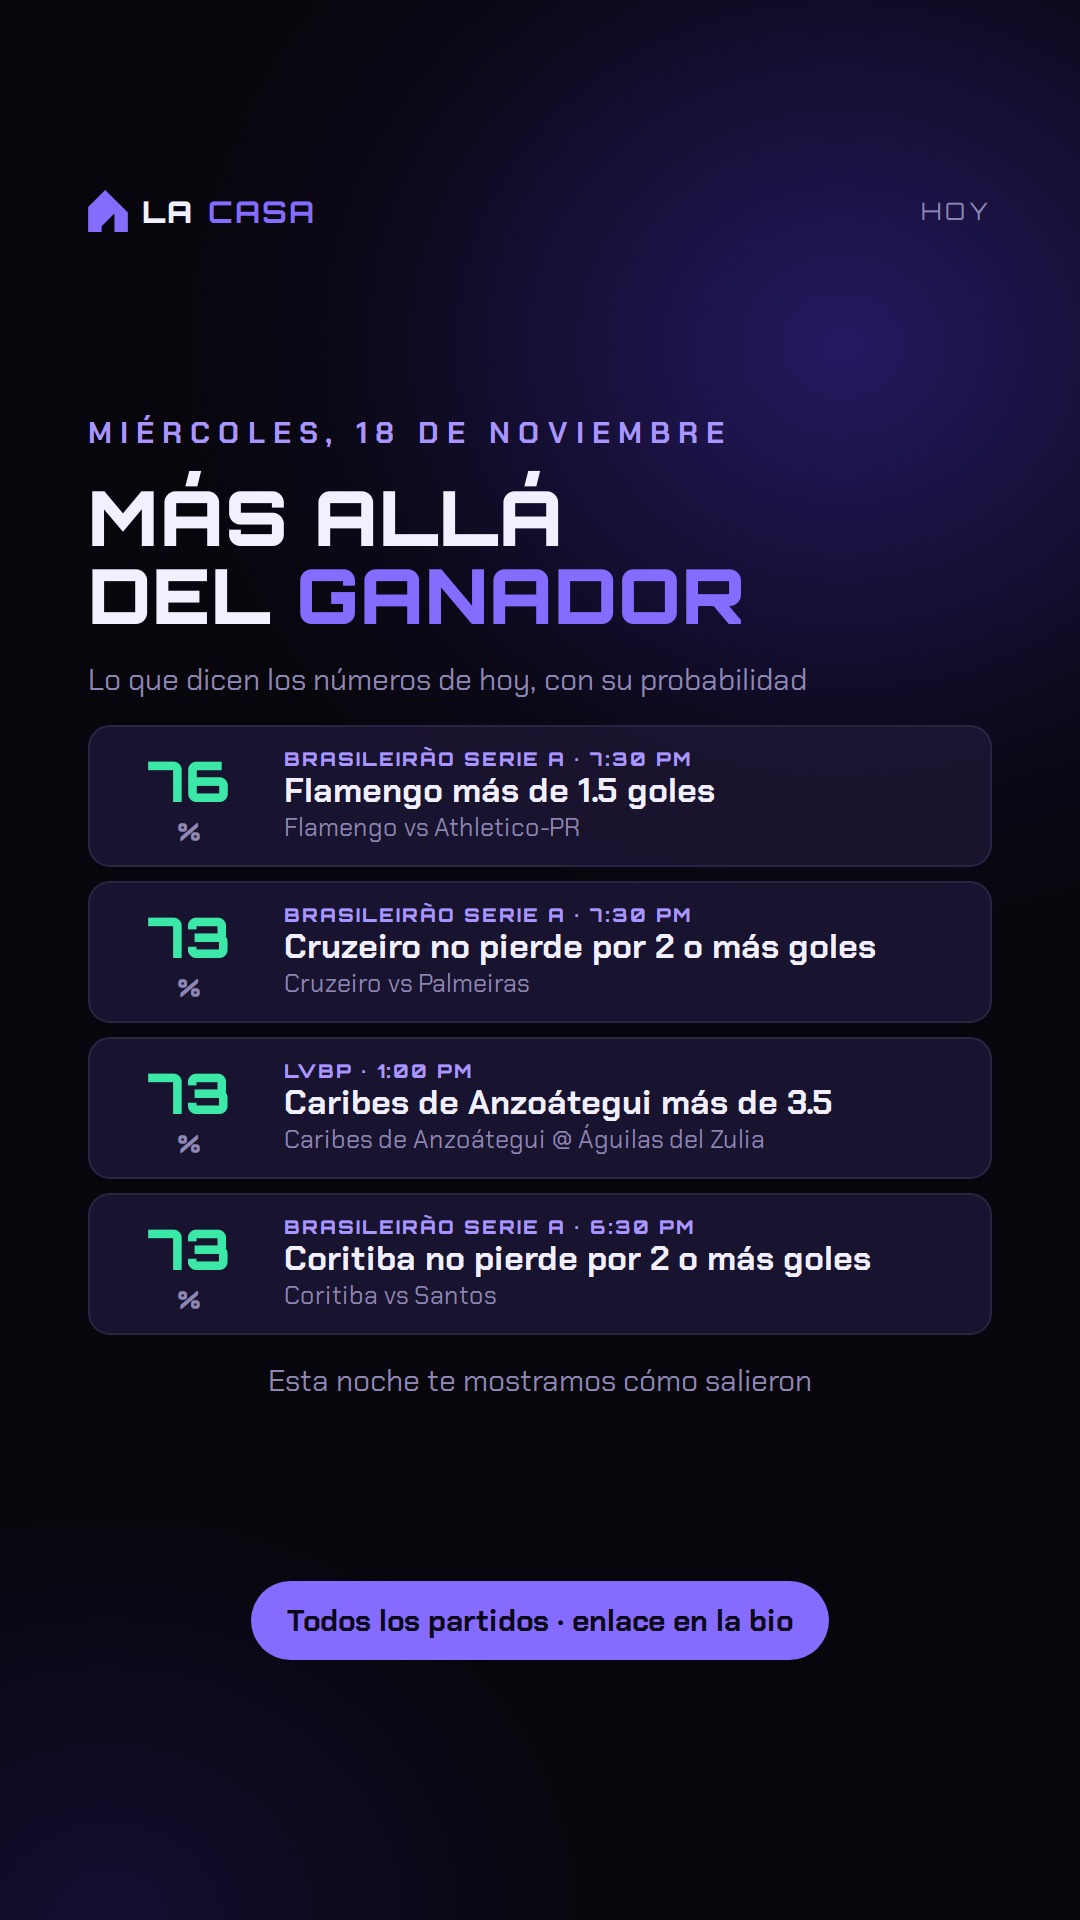 LA CASA
HOY
MIÉRCOLES, 18 DE NOVIEMBRE
MÁS ALLÁ
DEL GANADOR
Lo que dicen los números de hoy, con su probabilidad
76
%
BRASILEIRÃO SERIE A · 7:30 PM
Flamengo más de 1.5 goles
Flamengo vs Athletico-PR
73
%
BRASILEIRÃO SERIE A · 7:30 PM
Cruzeiro no pierde por 2 o más goles
Cruzeiro vs Palmeiras
73
%
LVBP · 1:00 PM
Caribes de Anzoátegui más de 3.5
Caribes de Anzoátegui @ Águilas del Zulia
73
%
BRASILEIRÃO SERIE A · 6:30 PM
Coritiba no pierde por 2 o más goles
Coritiba vs Santos
Esta noche te mostramos cómo salieron
Todos los partidos · enlace en la bio